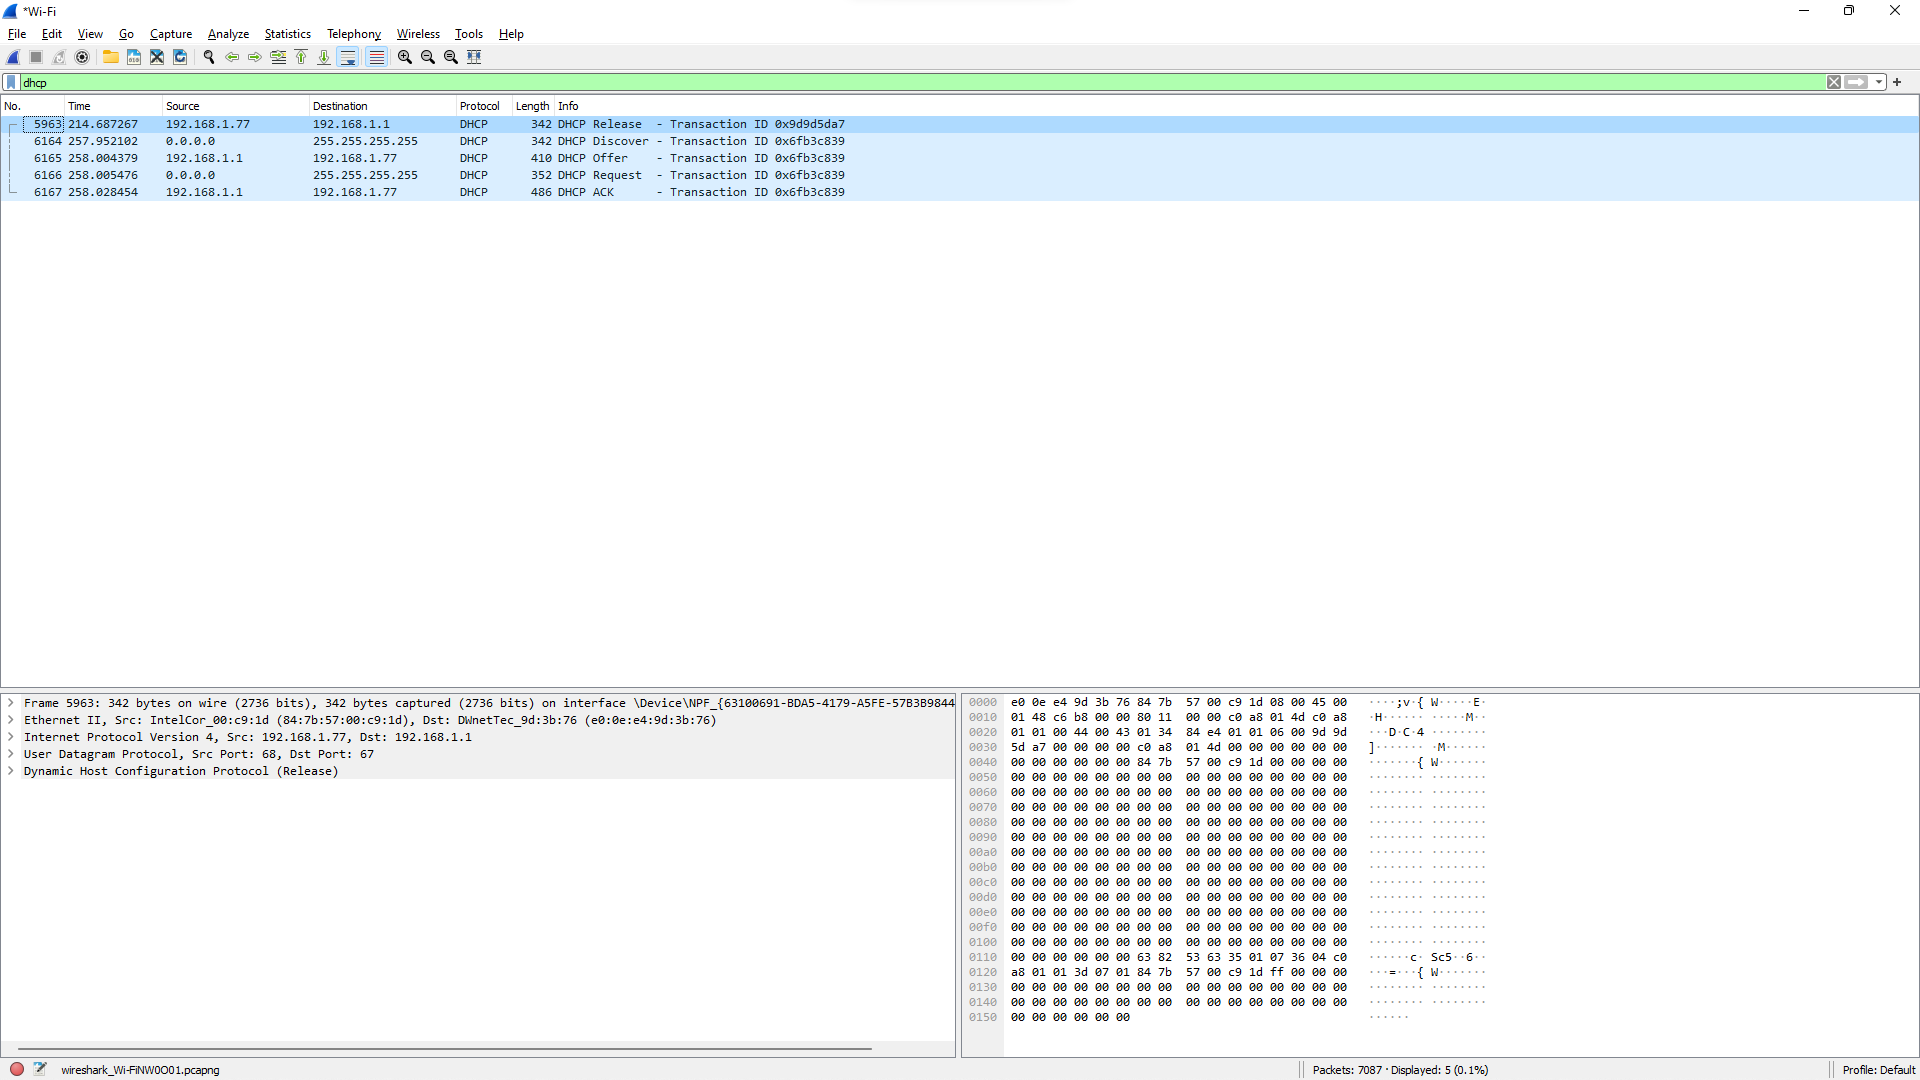 *Wi-Fi
File Edit View Go Capture Analyze Statistics Telephony Wireless Tools Help
dhcp
No. Time Source Destination Protocol Length Info
5963 214.687267 192.168.1.77 192.168.1.1 DHCP 342 DHCP Release - Transaction ID 0x9d9d5da7
6164 257.952102 0.0.0.0 255.255.255.255 DHCP 342 DHCP Discover - Transaction ID 0x6fb3c839
6165 258.004379 192.168.1.1 192.168.1.77 DHCP 410 DHCP Offer - Transaction ID 0x6fb3c839
6166 258.005476 0.0.0.0 255.255.255.255 DHCP 352 DHCP Request - Transaction ID 0x6fb3c839
6167 258.028454 192.168.1.1 192.168.1.77 DHCP 486 DHCP ACK - Transaction ID 0x6fb3c839
Frame 5963: 342 bytes on wire (2736 bits), 342 bytes captured (2736 bits) on interface \Device\NPF_{63100691-BDA5-4179-A5FE-57B3B9844
Ethernet II, Src: IntelCor_00:c9:1d (84:7b:57:00:c9:1d), Dst: DWnetTec_9d:3b:76 (e0:0e:e4:9d:3b:76)
Internet Protocol Version 4, Src: 192.168.1.77, Dst: 192.168.1.1
User Datagram Protocol, Src Port: 68, Dst Port: 67
Dynamic Host Configuration Protocol (Release)
0000 e0 0e e4 9d 3b 76 84 7b 57 00 c9 1d 08 00 45 00 ····;v·{ W·····E·
0010 01 48 c6 b8 00 00 80 11 00 00 c0 a8 01 4d c0 a8 ·H······ ·····M··
0020 01 01 00 44 00 43 01 34 84 e4 01 01 06 00 9d 9d ···D·C·4 ········
0030 5d a7 00 00 00 00 c0 a8 01 4d 00 00 00 00 00 00 ]······· ·M······
0040 00 00 00 00 00 00 84 7b 57 00 c9 1d 00 00 00 00 ·······{ W·······
0050 00 00 00 00 00 00 00 00 00 00 00 00 00 00 00 00 ········ ········
0060 00 00 00 00 00 00 00 00 00 00 00 00 00 00 00 00 ········ ········
0070 00 00 00 00 00 00 00 00 00 00 00 00 00 00 00 00 ········ ········
0080 00 00 00 00 00 00 00 00 00 00 00 00 00 00 00 00 ········ ········
0090 00 00 00 00 00 00 00 00 00 00 00 00 00 00 00 00 ········ ········
00a0 00 00 00 00 00 00 00 00 00 00 00 00 00 00 00 00 ········ ········
00b0 00 00 00 00 00 00 00 00 00 00 00 00 00 00 00 00 ········ ········
00c0 00 00 00 00 00 00 00 00 00 00 00 00 00 00 00 00 ········ ········
00d0 00 00 00 00 00 00 00 00 00 00 00 00 00 00 00 00 ········ ········
00e0 00 00 00 00 00 00 00 00 00 00 00 00 00 00 00 00 ········ ········
00f0 00 00 00 00 00 00 00 00 00 00 00 00 00 00 00 00 ········ ········
0100 00 00 00 00 00 00 00 00 00 00 00 00 00 00 00 00 ········ ········
0110 00 00 00 00 00 00 63 82 53 63 35 01 07 36 04 c0 ······c· Sc5··6··
0120 a8 01 01 3d 07 01 84 7b 57 00 c9 1d ff 00 00 00 ···=···{ W·······
0130 00 00 00 00 00 00 00 00 00 00 00 00 00 00 00 00 ········ ········
0140 00 00 00 00 00 00 00 00 00 00 00 00 00 00 00 00 ········ ········
0150 00 00 00 00 00 00 ······
wireshark_Wi-FiNW0O01.pcapng Packets: 7087 · Displayed: 5 (0.1%) Profile: Default